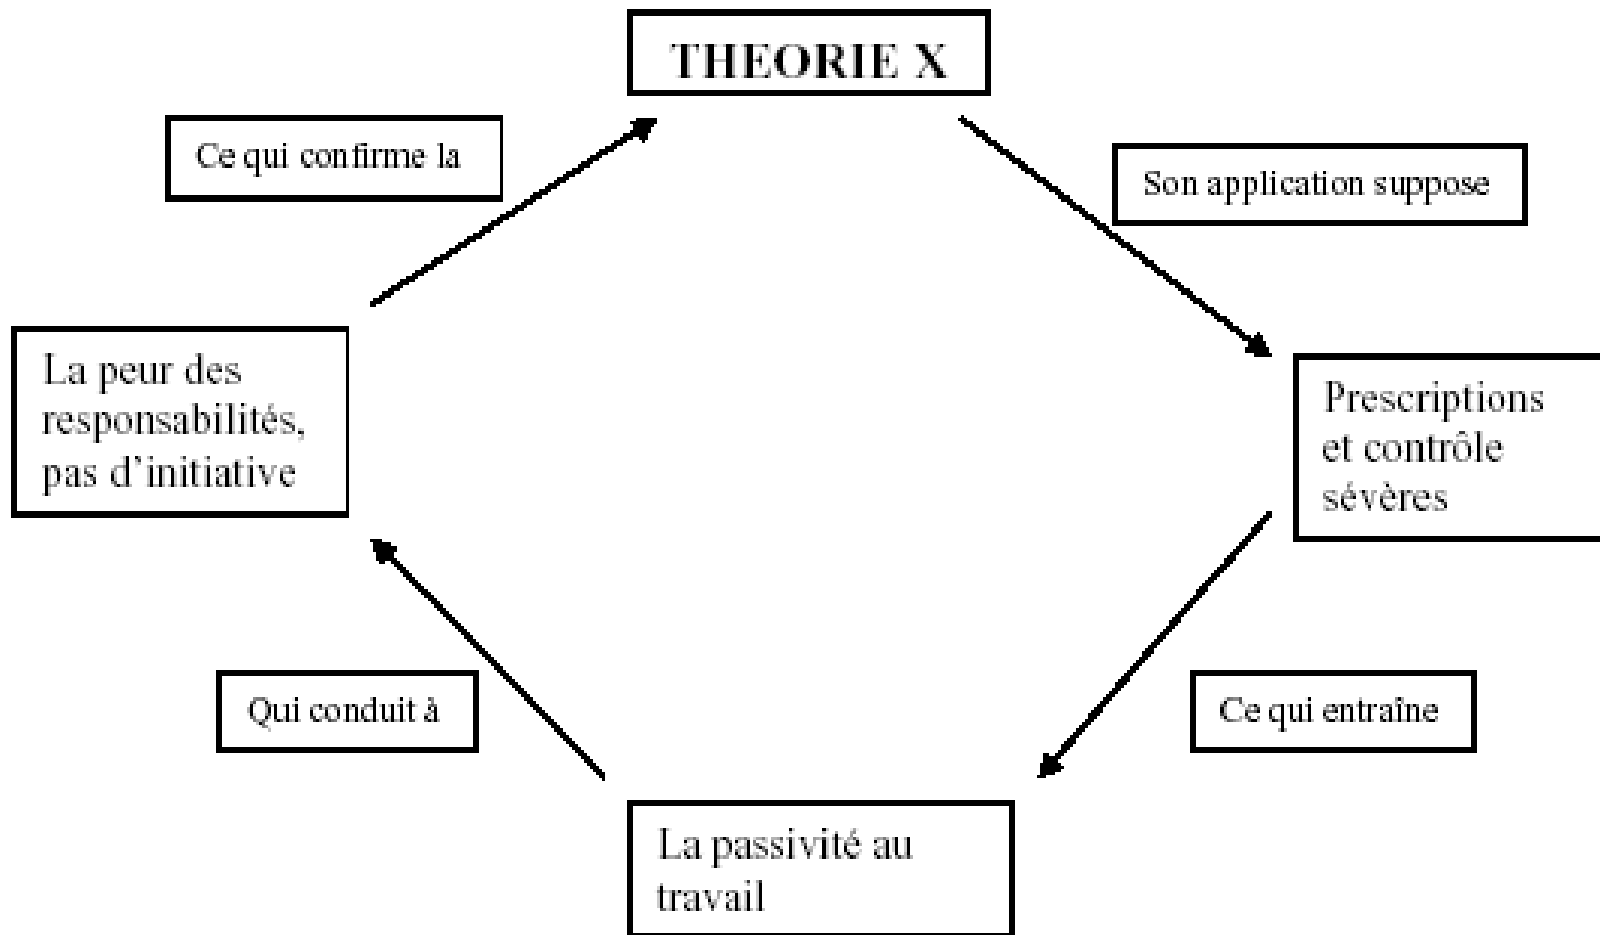 THEORIE X
Son application suppose
Prescriptions
et contrôle
sévères
Ce qui entraîne
La passivité au
travail
Qui conduit à
La peur des
responsabilités,
pas d'initiative
Ce qui confirme la